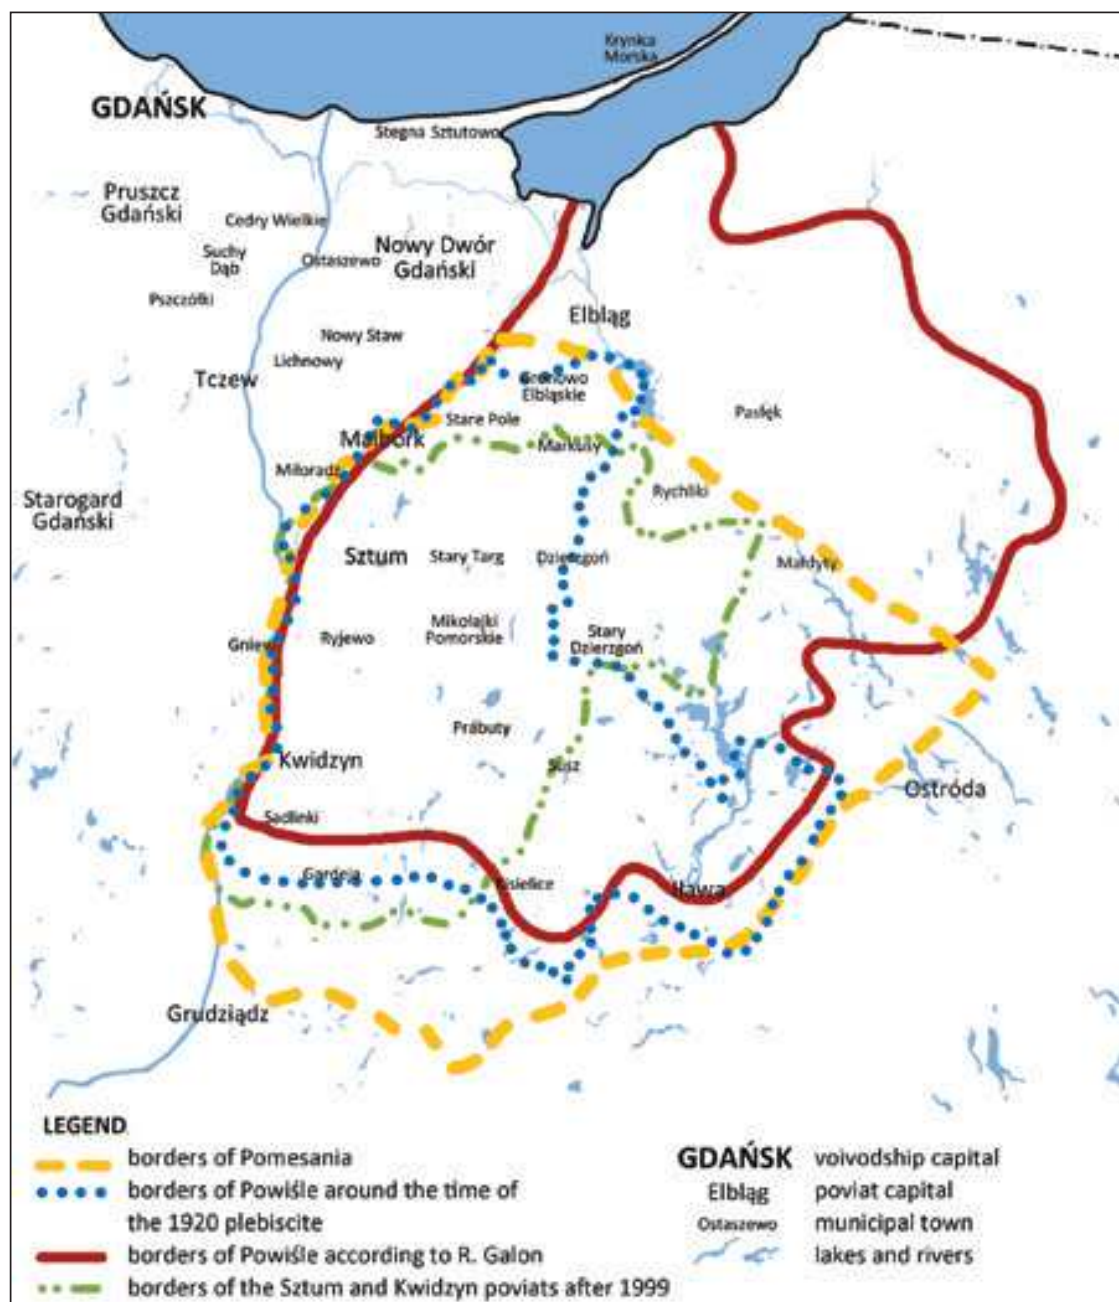 Krynka
Morska
GDAŃSK
Stegna Sztutowo
Pruszcz
Gdański
Cedry Wielkie
Suchy
Dąb
Ostaszewo
Nowy Dwór
Gdański
Pszczółki
Elbląg
Nowy Staw
Lichnowy
Tczew
Gronowo
Elbląskie
Pasłęk
Stare Pole
Malbork
Markusy
Miłoradz
Rychliki
Starogard
Gdański
Sztum
Stary Targ
Dzierzgoń
Małdyty
Mikołajki
Pomorskie
Gniew
Ryjewo
Stary
Dzierzgoń
Prabuty
Kwidzyn
Susz
Ostróda
Sadlinki
Gardeja
Kisielice
Iława
Grudziądz
LEGEND
borders of Pomesania
borders of Powiśle around the time of
the 1920 plebiscite
borders of Powiśle according to R. Galon
borders of the Sztum and Kwidzyn poviats after 1999
GDAŃSK voivodship capital
Elbląg poviat capital
Ostaszewo municipal town
lakes and rivers